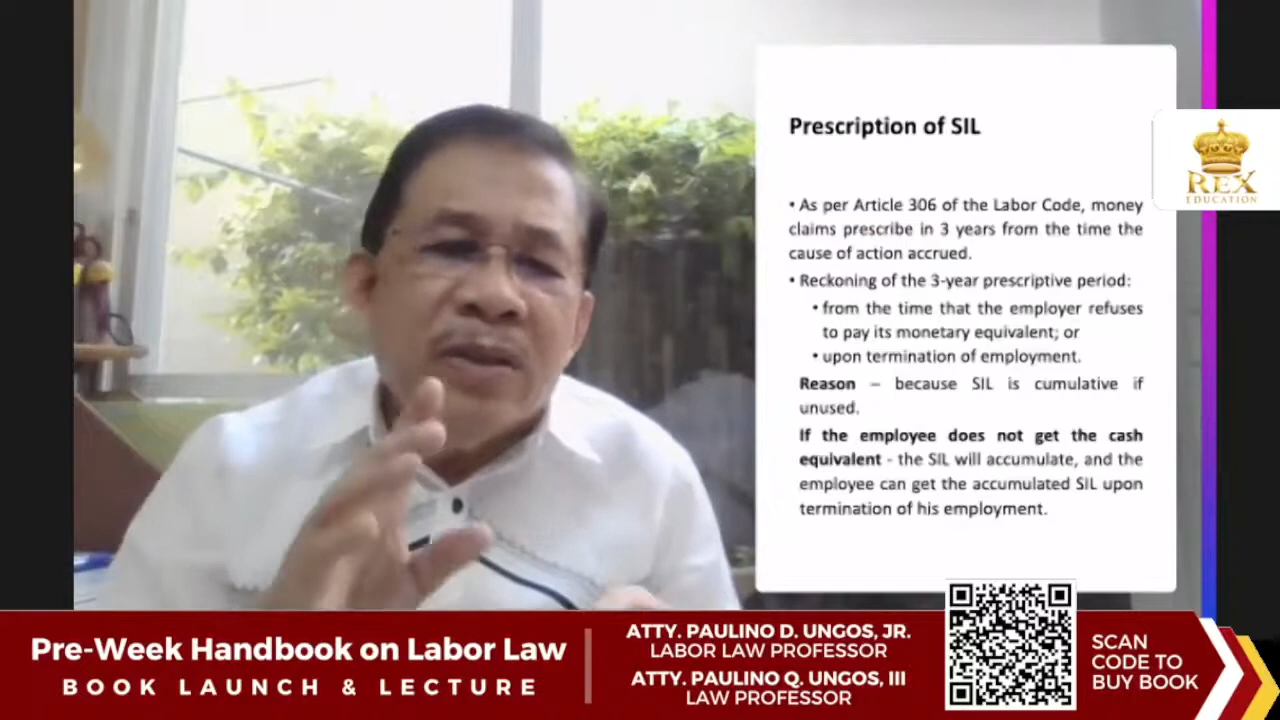 Prescription of SIL
• As per Article 306 of the Labor Code, money
claims prescribe in 3 years from the time the
cause of action accrued.
• Reckoning of the 3-year prescriptive period:
• from the time that the employer refuses
to pay its monetary equivalent; or
• upon termination of employment.
Reason – because SIL is cumulative if
unused.
If the employee does not get the cash
equivalent - the SIL will accumulate, and the
employee can get the accumulated SIL upon
termination of his employment.
REX
EDUCATION
Pre-Week Handbook on Labor Law
BOOK LAUNCH & LECTURE
ATTY. PAULINO D. UNGOS, JR.
LABOR LAW PROFESSOR
ATTY. PAULINO Q. UNGOS, III
LAW PROFESSOR
SCAN
CODE TO
BUY BOOK